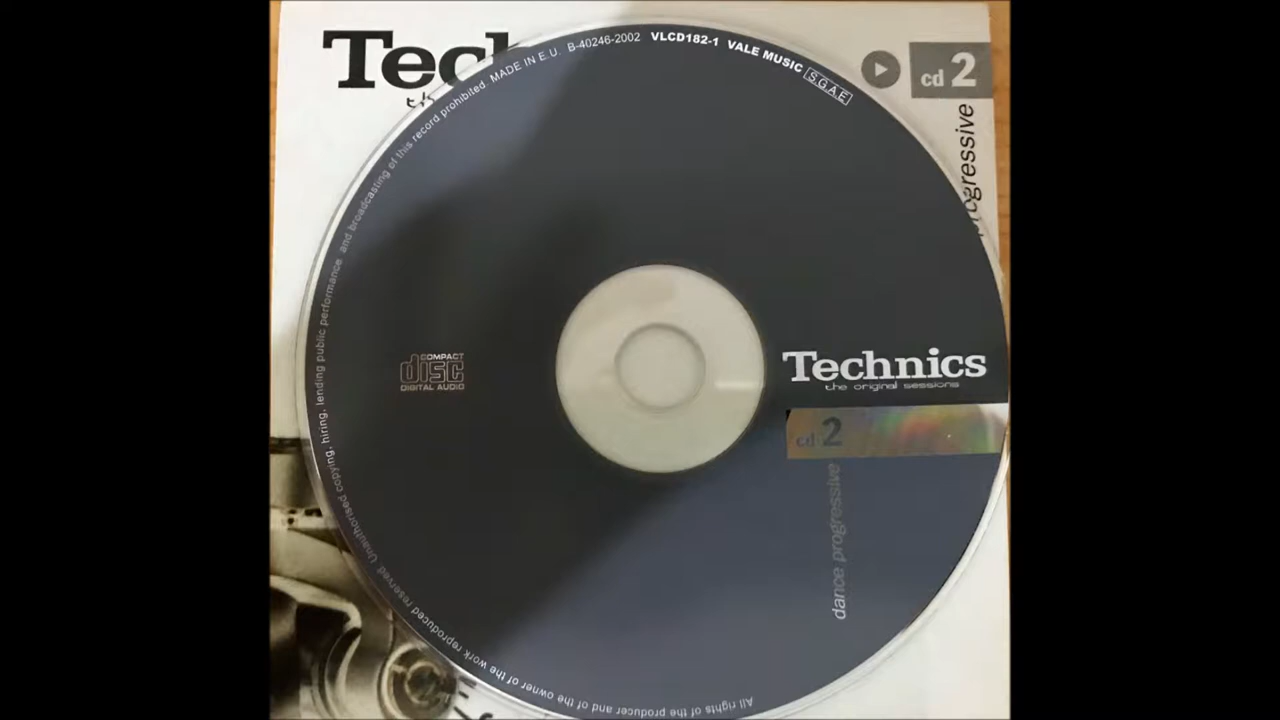 Tec
cd 2
ogressive
All rights of the producer and of the owner of the work reproduced reserved. Unauthorised copying, hiring, lending public performance and broadcasting of this record prohibited. MADE IN E.U. B-40246-2002 VLCD182-1 VALE MUSIC S.G.A.E
COMPACT
disc
DIGITAL AUDIO
Technics
the original sessions
cd 2
dance progressive